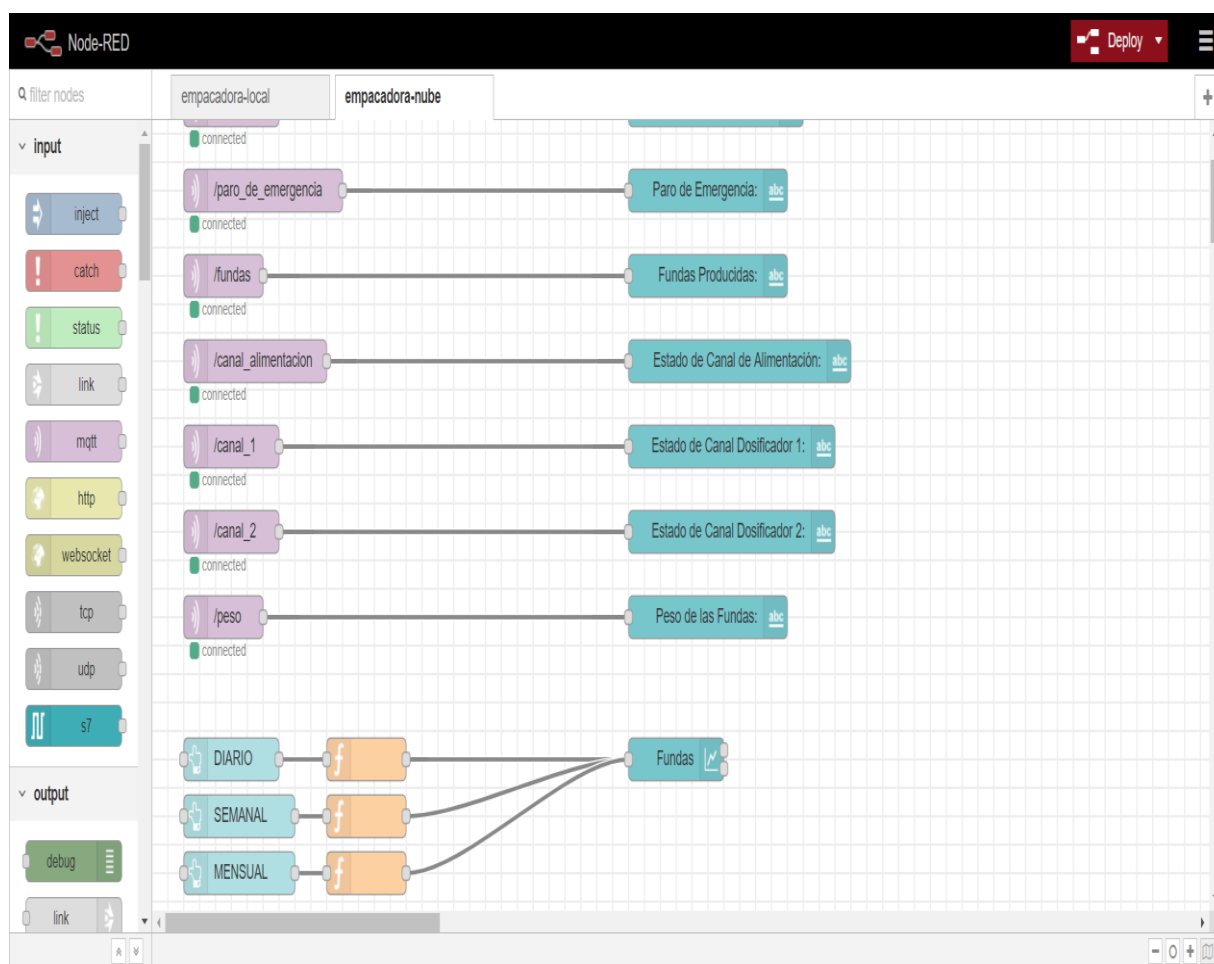 Node-RED
Deploy
filter nodes
empacadora-local
empacadora-nube
input
connected
/paro_de_emergencia
Paro de Emergencia:
abc
inject
connected
catch
/fundas
Fundas Producidas:
abc
connected
status
/canal_alimentacion
Estado de Canal de Alimentación:
abc
link
connected
mqtt
/canal_1
Estado de Canal Dosificador 1:
abc
connected
http
/canal_2
Estado de Canal Dosificador 2:
abc
websocket
connected
tcp
/peso
Peso de las Fundas:
abc
connected
udp
s7
DIARIO
f
Fundas
output
SEMANAL
f
debug
MENSUAL
f
link